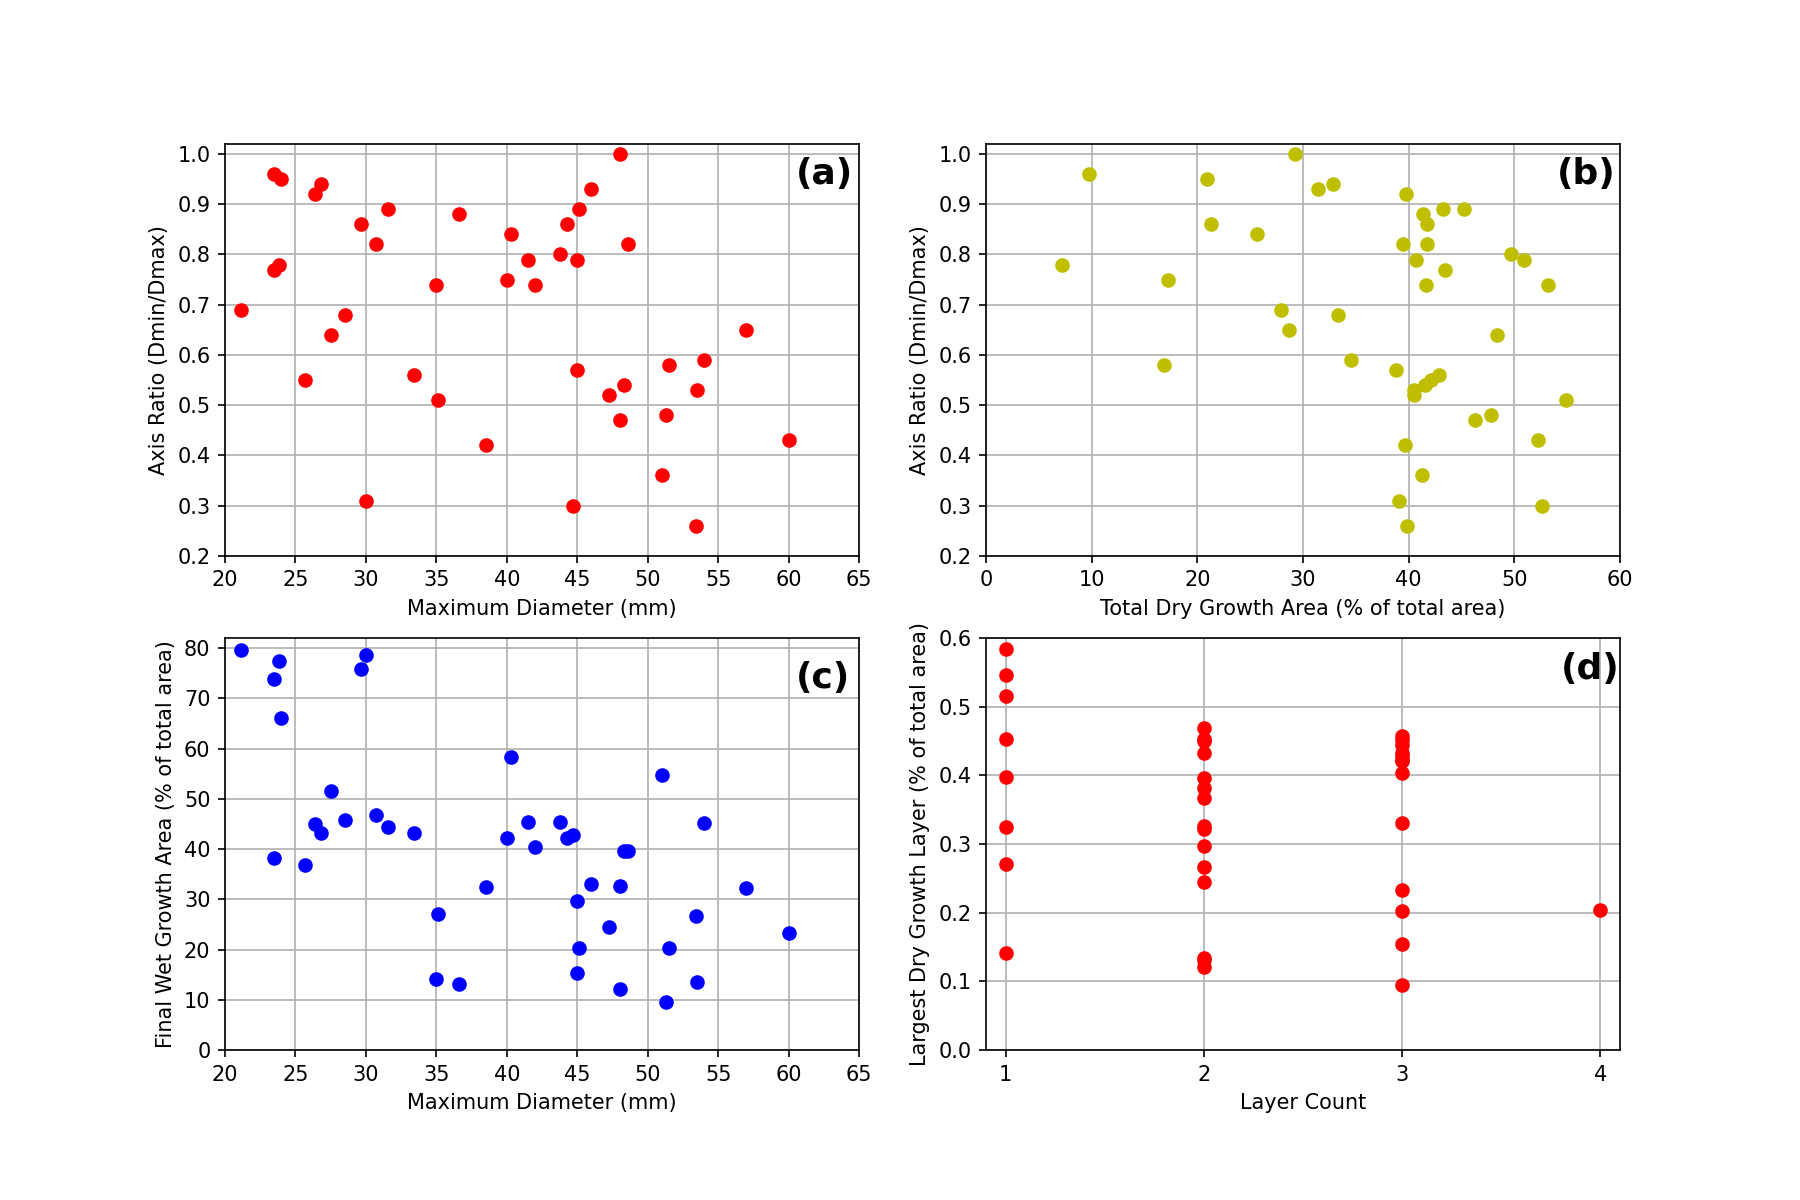 1.0
0.9
0.8
0.7
0.6
0.5
0.4
0.3
0.2
Axis Ratio (Dmin/Dmax)
(a)
20 25 30 35 40 45 50 55 60 65
Maximum Diameter (mm)
1.0
0.9
0.8
0.7
0.6
0.5
0.4
0.3
0.2
Axis Ratio (Dmin/Dmax)
(b)
0 10 20 30 40 50 60
Total Dry Growth Area (% of total area)
80
70
60
50
40
30
20
10
0
Final Wet Growth Area (% of total area)
(c)
20 25 30 35 40 45 50 55 60 65
Maximum Diameter (mm)
0.6
0.5
0.4
0.3
0.2
0.1
0.0
Largest Dry Growth Layer (% of total area)
(d)
1 2 3 4
Layer Count